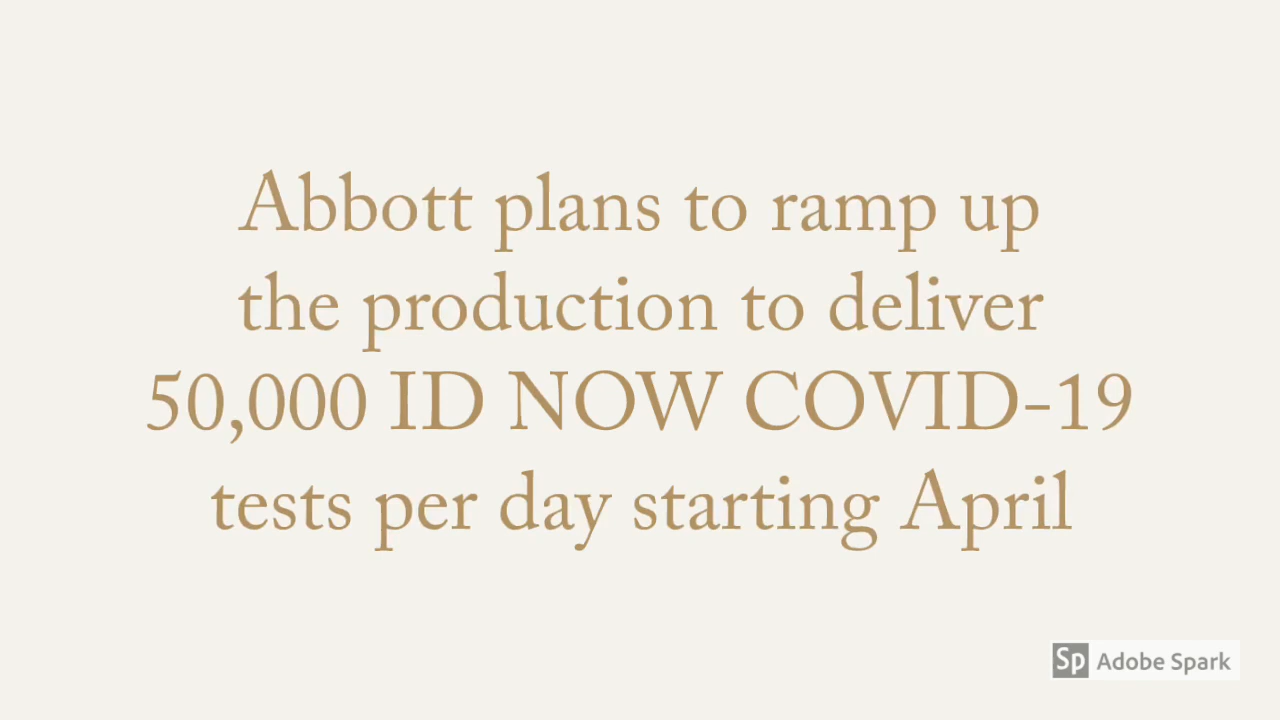 Abbott plans to ramp up
the production to deliver
50,000 ID NOW COVID-19
tests per day starting April
Sp Adobe Spark